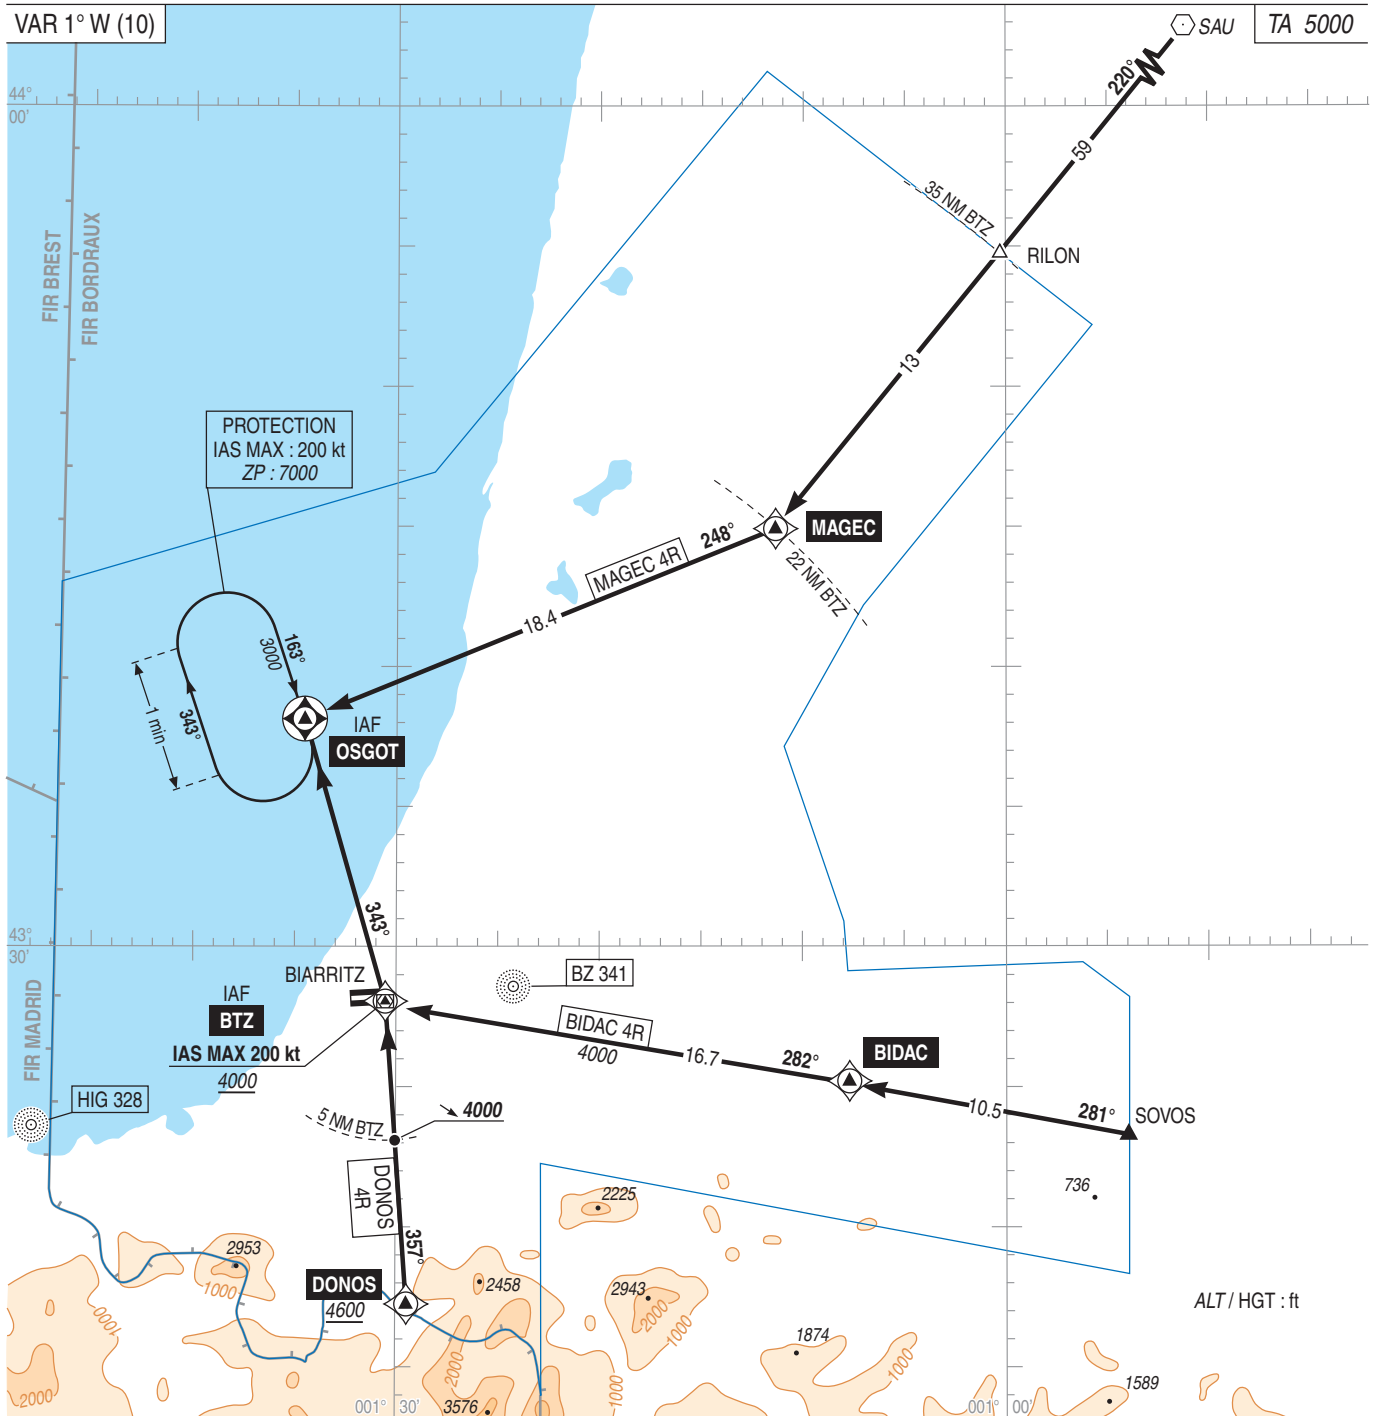 VAR 1° W (10)
SAU
TA 5000
220°
44°
00'
59
35 NM BTZ
RILON
FIR BREST
FIR BORDRAUX
13
PROTECTION
IAS MAX : 200 kt
ZP : 7000
MAGEC
248°
MAGEC 4R
22 NM BTZ
18.4
163°
3000
343°
1 min
IAF
OSGOT
343°
43°
30'
BIARRITZ
BZ 341
IAF
BTZ
FIR MADRID
BIDAC 4R
4000
16.7
282°
BIDAC
IAS MAX 200 kt
4000
HIG 328
10.5
281°
SOVOS
5 NM BTZ
4000
DONOS
4R
357°
736
2225
2953
1000
DONOS
4600
2458
2943
2000
1000
1000
ALT / HGT : ft
1874
1000
2000
2000
1000
1589
3576
001° 30'
001° 00'